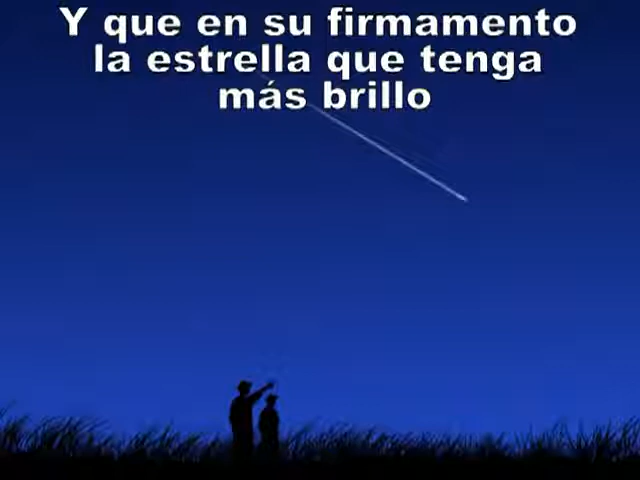 Y que en su firmamento
la estrella que tenga
más brillo